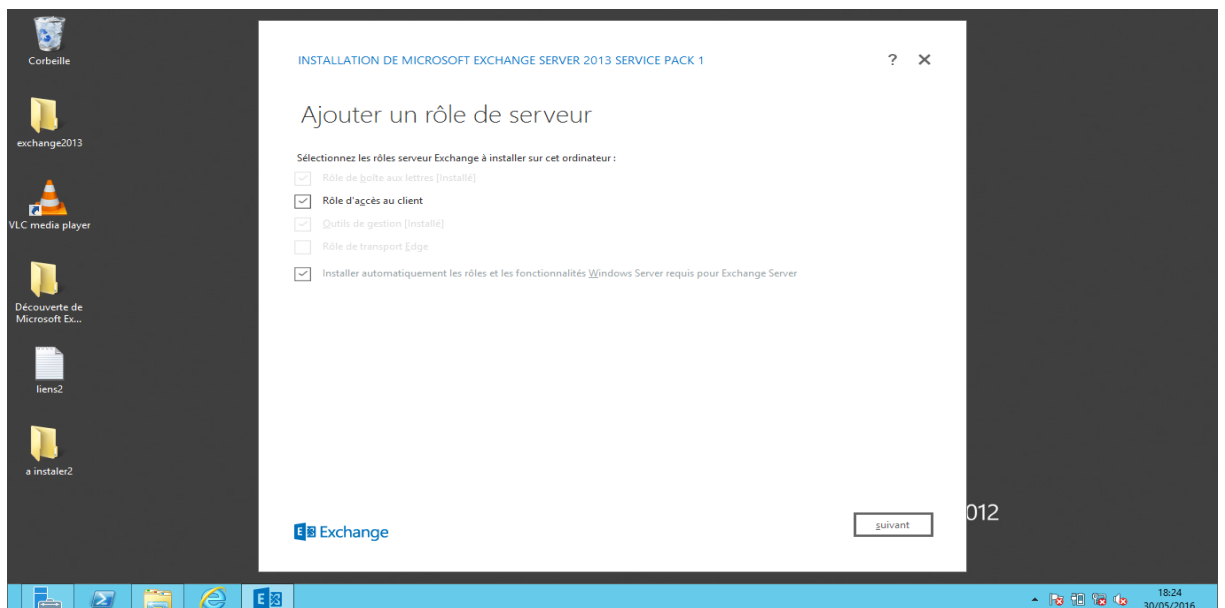 Corbeille
exchange2013
VLC media player
Découverte de
Microsoft Ex...
liens2
a instaler2
INSTALLATION DE MICROSOFT EXCHANGE SERVER 2013 SERVICE PACK 1
? ✕
Ajouter un rôle de serveur
Sélectionnez les rôles serveur Exchange à installer sur cet ordinateur :
Rôle de boîte aux lettres [Installé]
Rôle d'accès au client
Outils de gestion [Installé]
Rôle de transport Edge
Installer automatiquement les rôles et les fonctionnalités Windows Server requis pour Exchange Server
Exchange
suivant
012
18:24
30/05/2016